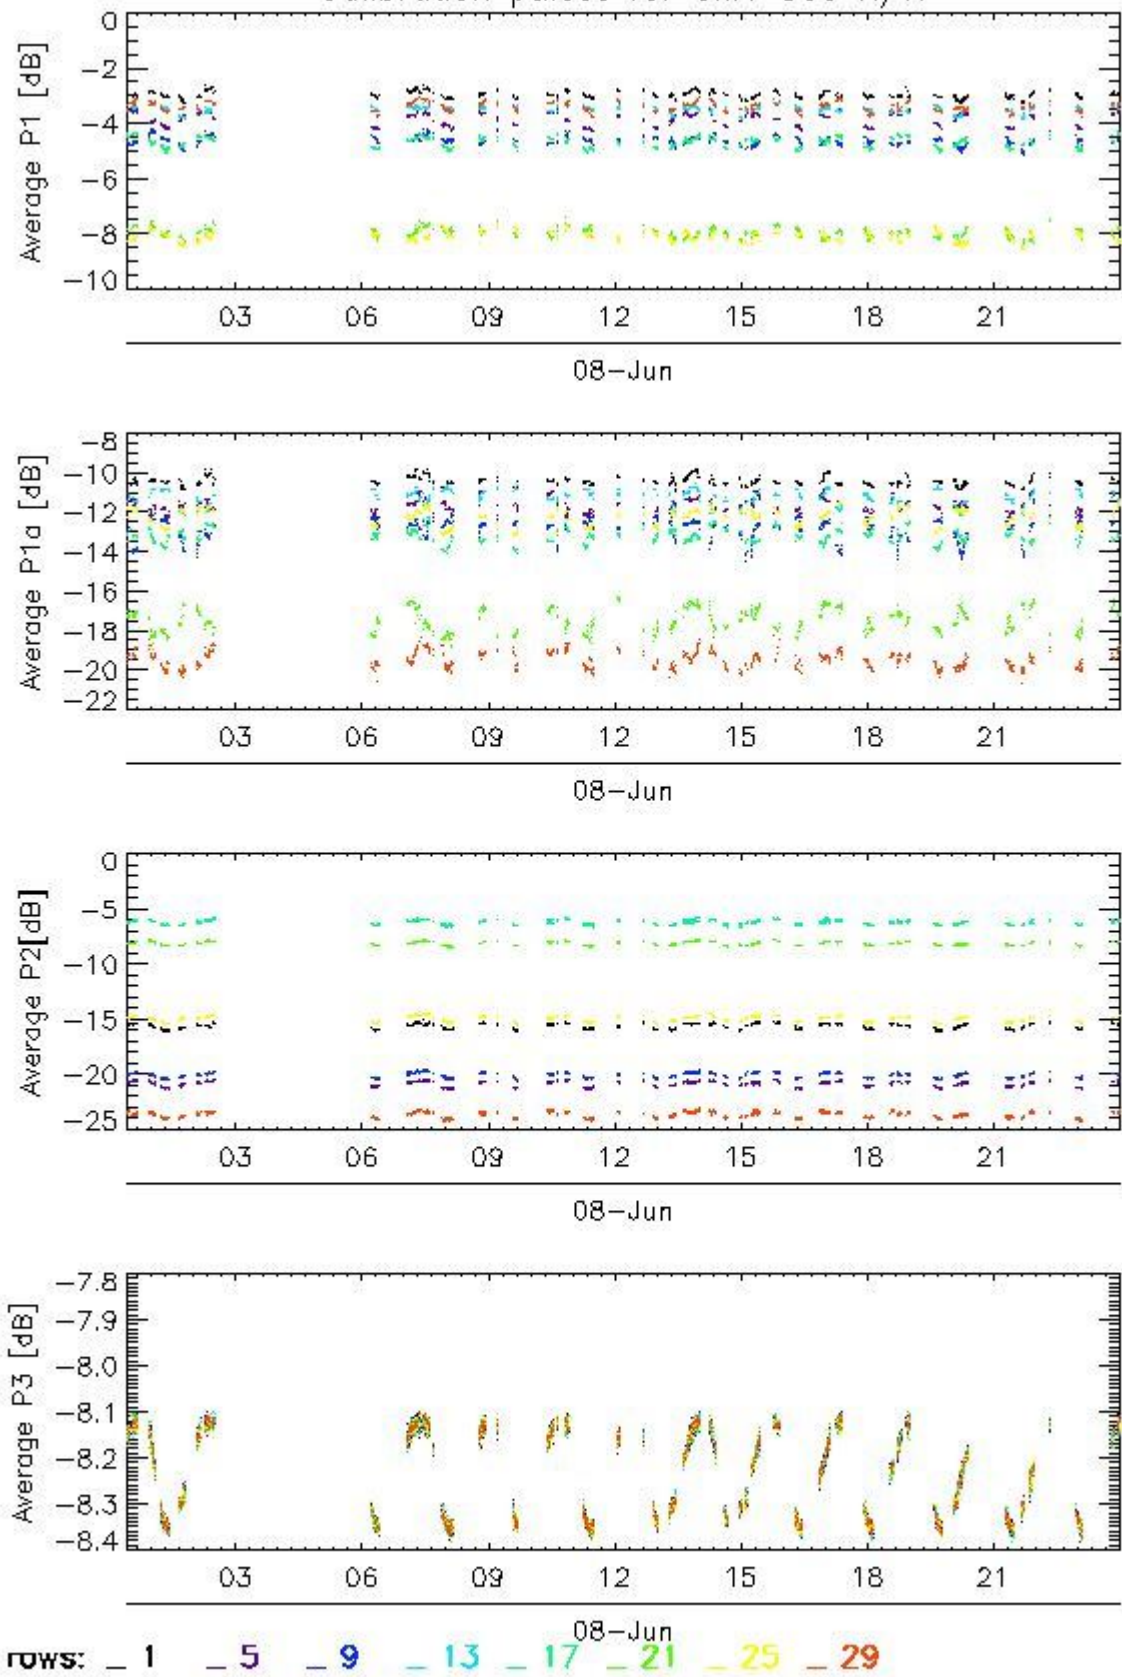 0
-2
-4
-6
-8
-10
Average P1 [dB]
03 06 09 12 15 18 21
08-Jun
-8
-10
-12
-14
-16
-18
-20
-22
Average P1a [dB]
03 06 09 12 15 18 21
08-Jun
0
-5
-10
-15
-20
-25
Average P2[dB]
03 06 09 12 15 18 21
08-Jun
-7.8
-7.9
-8.0
-8.1
-8.2
-8.3
-8.4
Average P3 [dB]
03 06 09 12 15 18 21
08-Jun
rows: _ 1 _ 5 _ 9 _ 13 _ 17 _ 21 _ 25 _ 29